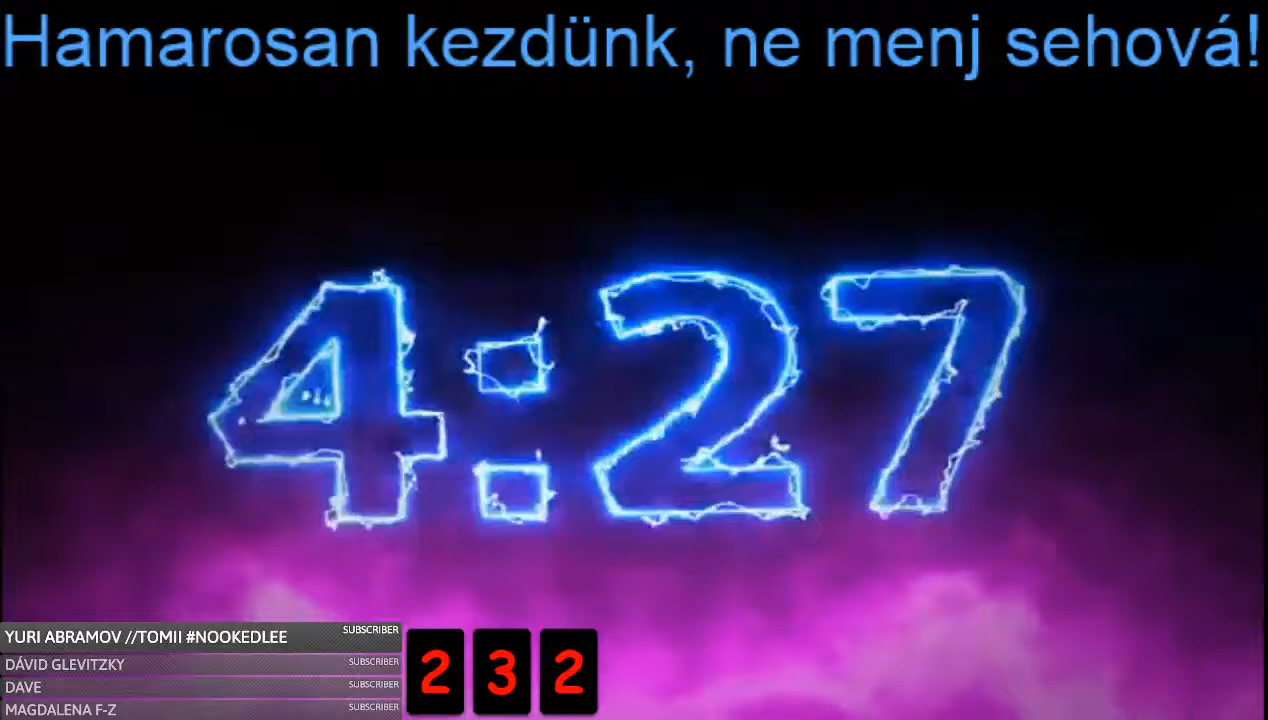 Hamarosan kezdünk, ne menj sehová!
4:27
YURI ABRAMOV //TOMII #NOOKEDLEE SUBSCRIBER
DÁVID GLEVITZKY SUBSCRIBER
DAVE SUBSCRIBER
MAGDALENA F-Z SUBSCRIBER
2 3 2